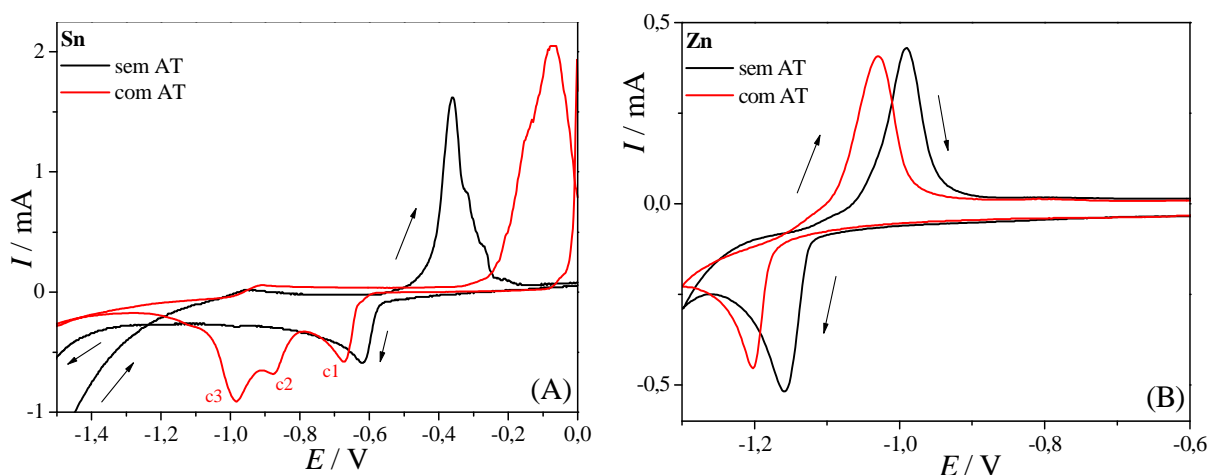 Sn
sem AT
com AT
2
1
0
-1
I / mA
c3
c2
c1
(A)
-1,4
-1,2
-1,0
-0,8
-0,6
-0,4
-0,2
0,0
E / V
Zn
sem AT
com AT
0,5
0,0
-0,5
I / mA
(B)
-1,2
-1,0
-0,8
-0,6
E / V